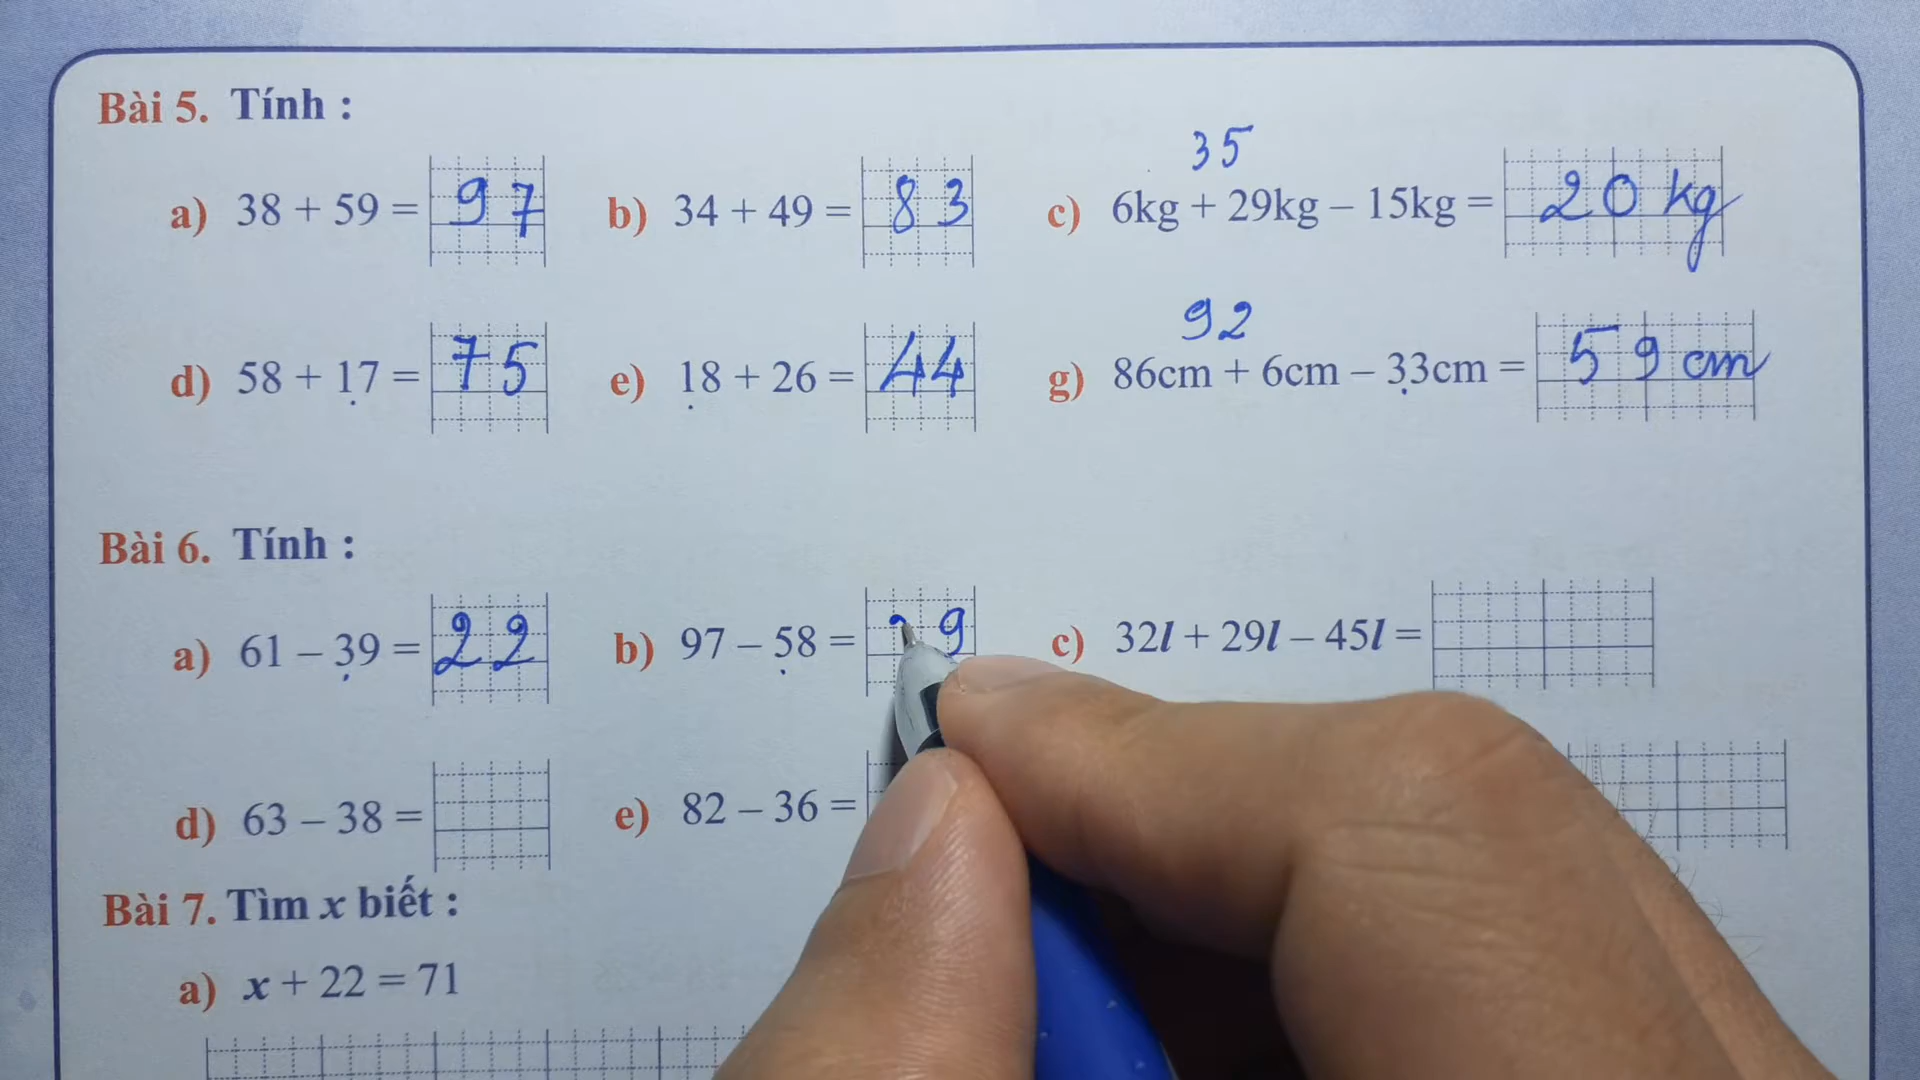 Bài 5. Tính :
35
a) 38 + 59 = 97 b) 34 + 49 = 83 c) 6kg + 29kg – 15kg = 20 kg
92
d) 58 + 17 = 75 e) 18 + 26 = 44 g) 86cm + 6cm – 33cm = 59 cm
Bài 6. Tính :
a) 61 – 39 = 22 b) 97 – 58 = 9 c) 32l + 29l – 45l =
d) 63 – 38 = e) 82 – 36 =
Bài 7. Tìm x biết :
a) x + 22 = 71